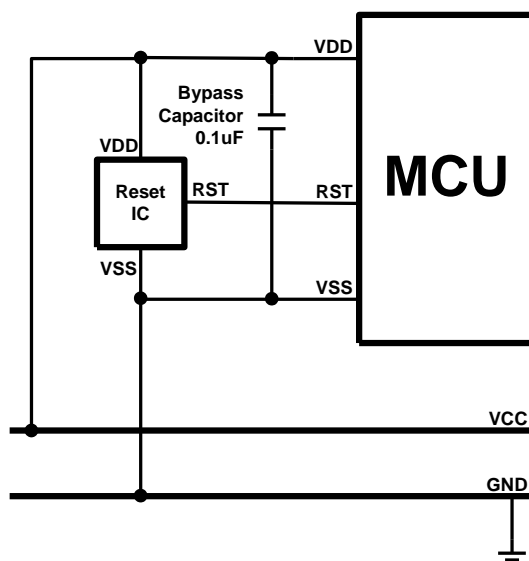 VDD
Bypass
Capacitor
0.1uF
VDD
MCU
Reset
IC
RST
RST
VSS
VSS
VCC
GND